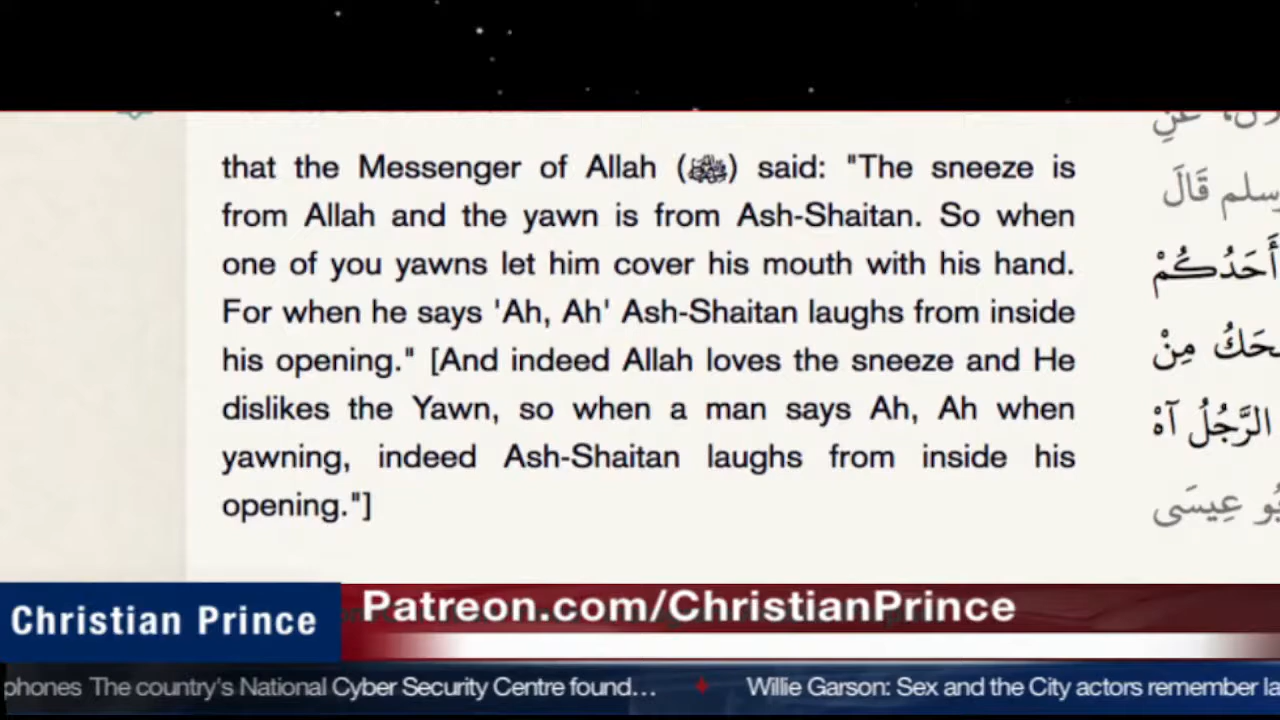 that the Messenger of Allah (ﷺ) said: "The sneeze is
from Allah and the yawn is from Ash-Shaitan. So when
one of you yawns let him cover his mouth with his hand.
For when he says 'Ah, Ah' Ash-Shaitan laughs from inside
his opening." [And indeed Allah loves the sneeze and He
dislikes the Yawn, so when a man says Ah, Ah when
yawning, indeed Ash-Shaitan laughs from inside his
opening."]
عَنِ
وسلم قَالَ
أَحَدُكُمْ
مِنْ
الرَّجُلُ آهْ
عِيسَى
Christian Prince
Patreon.com/ChristianPrince
phones The country's National Cyber Security Centre found...
Willie Garson: Sex and the City actors remember la